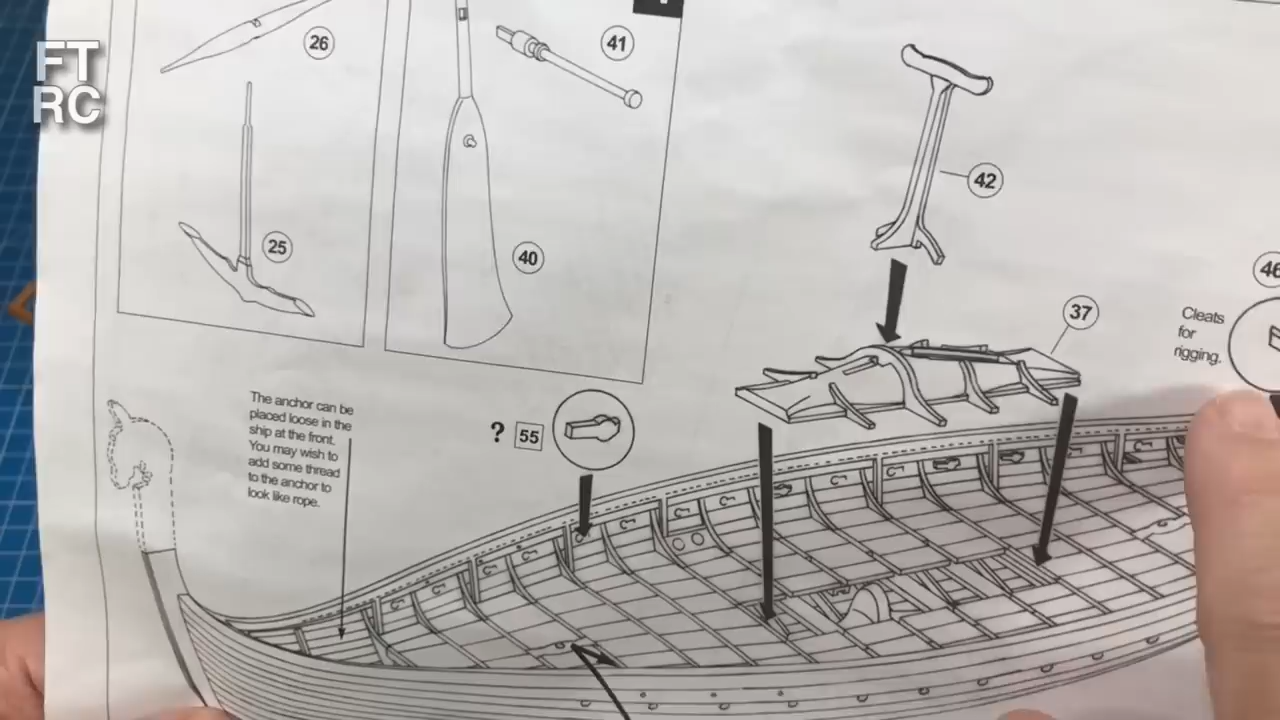 FT
RC
26
41
42
25
40
46
37
Cleats
for
rigging.
The anchor can be
placed loose in the
ship at the front.
You may wish to
add some thread
to the anchor to
look like rope.
? 55